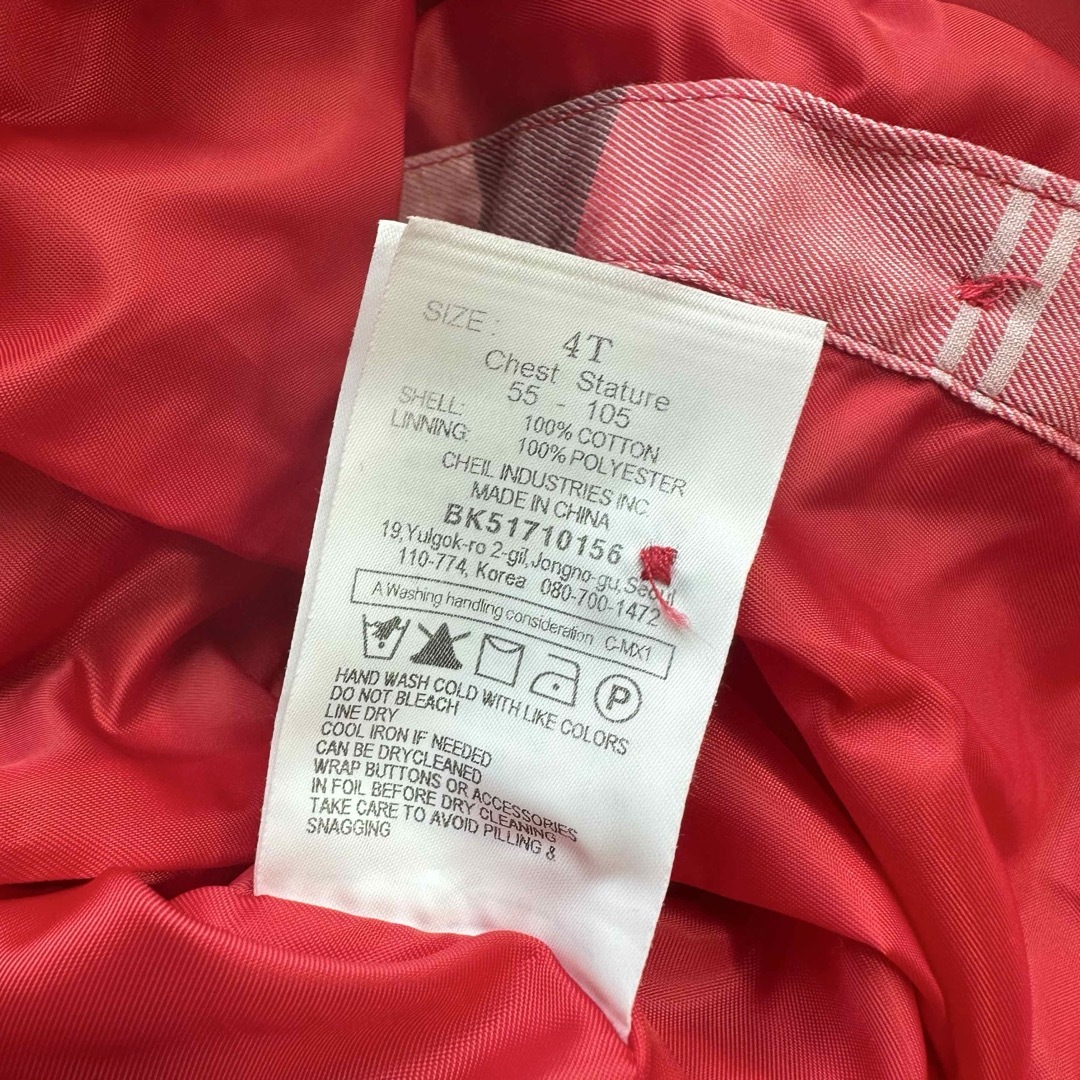 SIZE : 4T
Chest Stature
55 - 105
SHELL: 100% COTTON
LINNING: 100% POLYESTER
CHEIL INDUSTRIES INC
MADE IN CHINA
BK51710156
19,Yulgok-ro 2-gil,Jongno-gu,Seoul
110-774, Korea 080-700-1472
A Washing handling consideration C-MX1
P
HAND WASH COLD WITH LIKE COLORS
DO NOT BLEACH
LINE DRY
COOL IRON IF NEEDED
CAN BE DRYCLEANED
WRAP BUTTONS OR ACCESSORIES
IN FOIL BEFORE DRY CLEANING
TAKE CARE TO AVOID PILLING &
SNAGGING